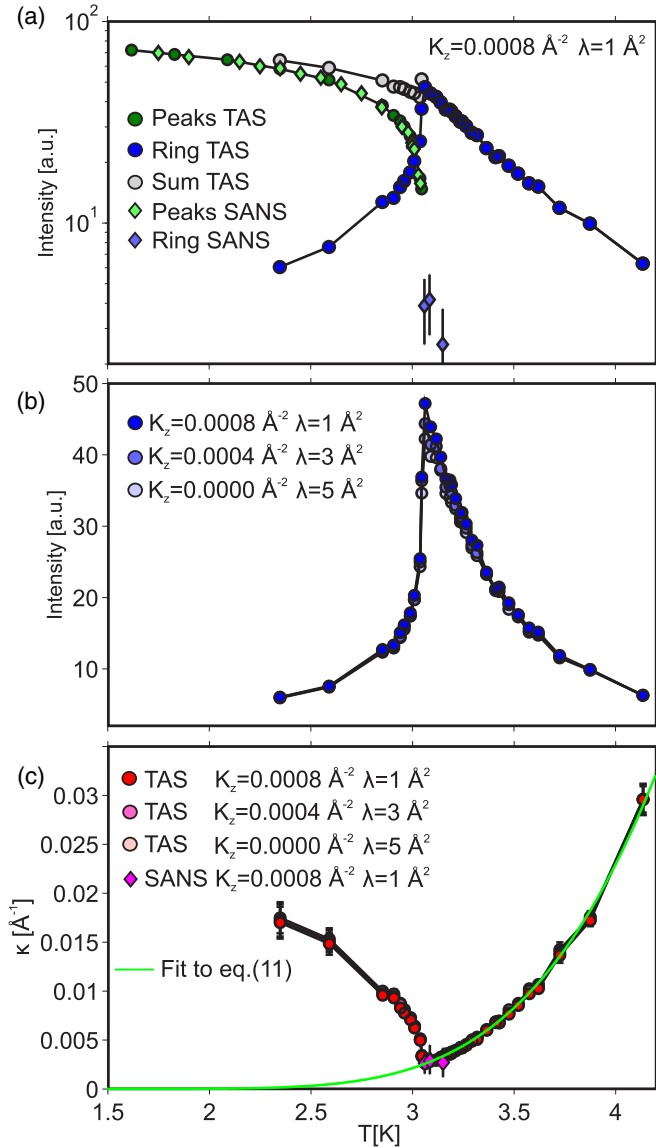 (a)
10²
K_z=0.0008 Å⁻² λ=1 Å²
Peaks TAS
Ring TAS
Sum TAS
Peaks SANS
Ring SANS
10¹
Intensity [a.u.]
(b)
50
40
30
20
10
K_z=0.0008 Å⁻² λ=1 Å²
K_z=0.0004 Å⁻² λ=3 Å²
K_z=0.0000 Å⁻² λ=5 Å²
Intensity [a.u.]
(c)
0.03
0.025
0.02
0.015
0.01
0.005
0
TAS K_z=0.0008 Å⁻² λ=1 Å²
TAS K_z=0.0004 Å⁻² λ=3 Å²
TAS K_z=0.0000 Å⁻² λ=5 Å²
SANS K_z=0.0008 Å⁻² λ=1 Å²
Fit to eq.(11)
κ [Å⁻¹]
1.5 2 2.5 3 3.5 4
T[K]